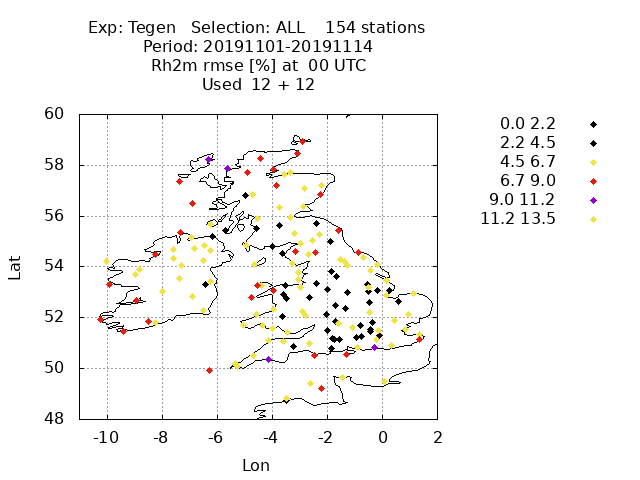 Exp: Tegen   Selection: ALL    154 stations
Period: 20191101-20191114
Rh2m rmse [%] at  00 UTC
Used  12 + 12
0.0 2.2
2.2 4.5
4.5 6.7
6.7 9.0
9.0 11.2
11.2 13.5
Lat
60
58
56
54
52
50
48
-10 -8 -6 -4 -2 0 2
Lon